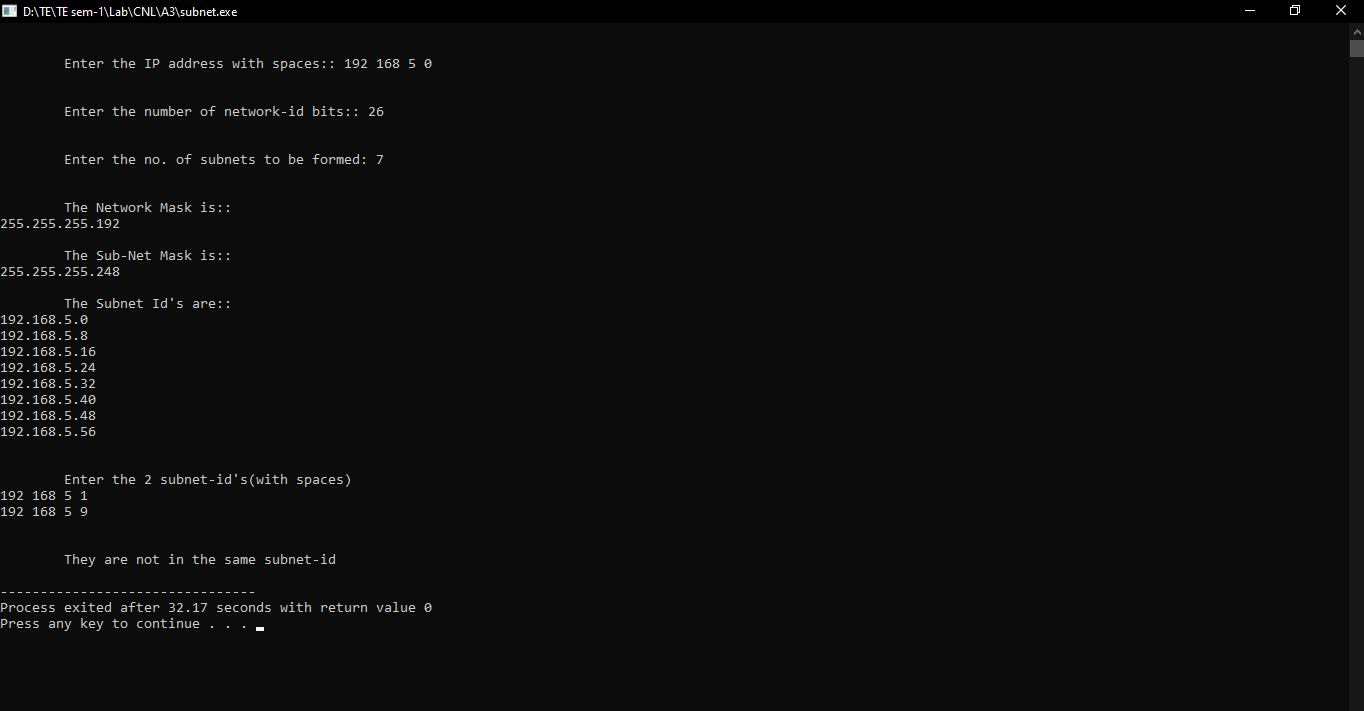 D:\TE\TE sem-1\Lab\CNL\A3\subnet.exe
Enter the IP address with spaces:: 192 168 5 0
Enter the number of network-id bits:: 26
Enter the no. of subnets to be formed: 7
The Network Mask is::
255.255.255.192
The Sub-Net Mask is::
255.255.255.248
The Subnet Id's are::
192.168.5.0
192.168.5.8
192.168.5.16
192.168.5.24
192.168.5.32
192.168.5.40
192.168.5.48
192.168.5.56
Enter the 2 subnet-id's(with spaces)
192 168 5 1
192 168 5 9
They are not in the same subnet-id
--------------------------------
Process exited after 32.17 seconds with return value 0
Press any key to continue . . .